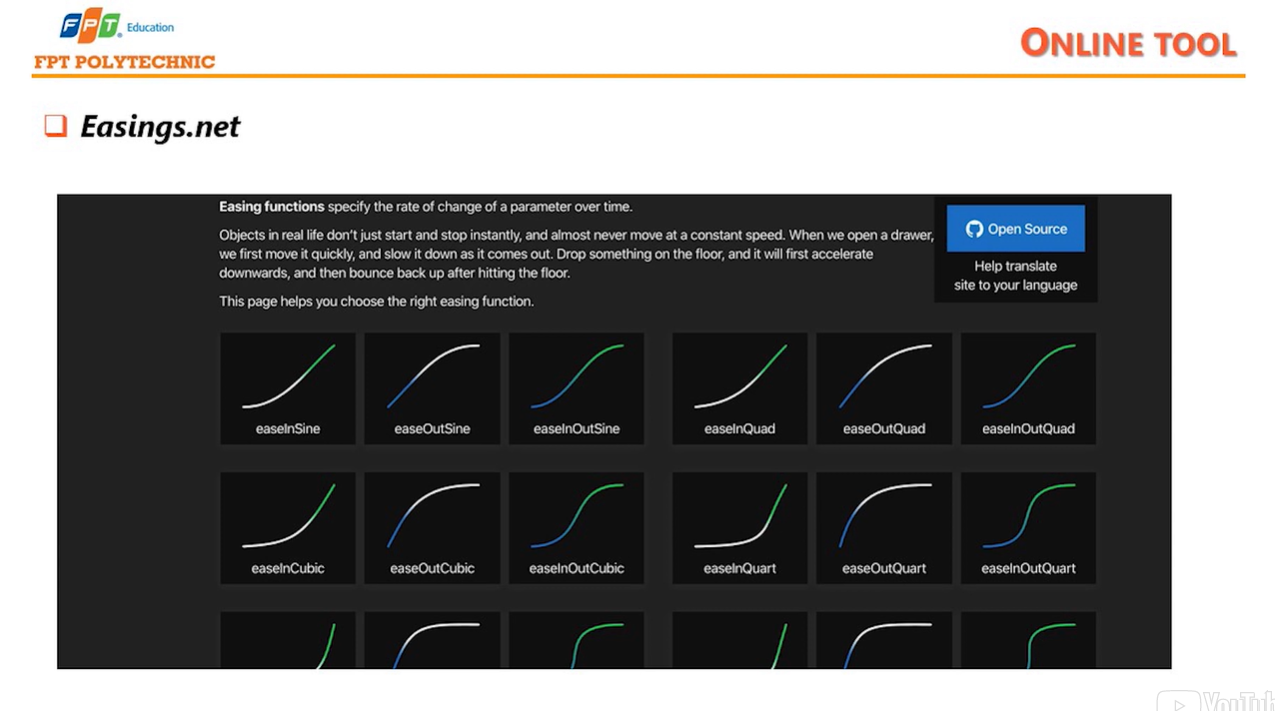 FPT. Education
FPT POLYTECHNIC
ONLINE TOOL
Easings.net
Easing functions specify the rate of change of a parameter over time.
Objects in real life don't just start and stop instantly, and almost never move at a constant speed. When we open a drawer,
we first move it quickly, and slow it down as it comes out. Drop something on the floor, and it will first accelerate
downwards, and then bounce back up after hitting the floor.
This page helps you choose the right easing function.
Open Source
Help translate
site to your language
easeInSine easeOutSine easeInOutSine easeInQuad easeOutQuad easeInOutQuad
easeInCubic easeOutCubic easeInOutCubic easeInQuart easeOutQuart easeInOutQuart